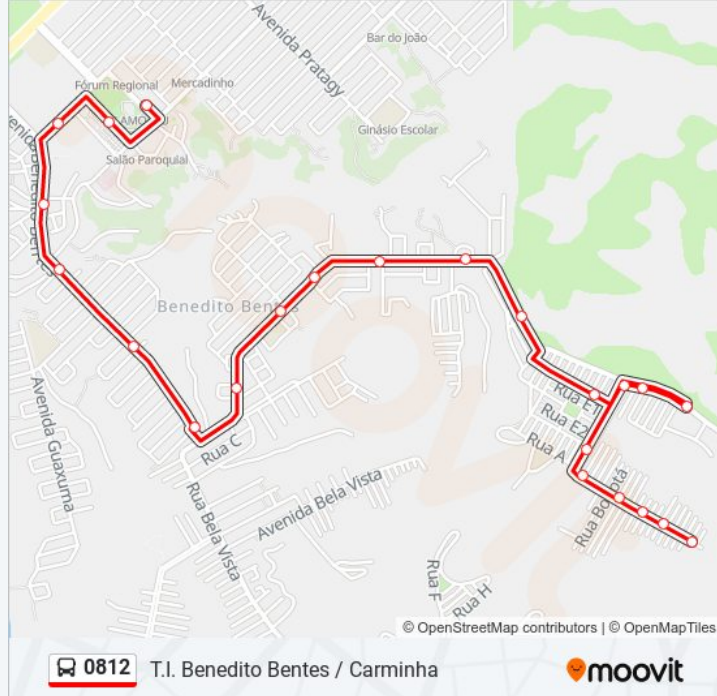 Avenida Pratagy
Bar do João
Fórum Regional
Mercadinho
Ginásio Escolar
Salão Paroquial
Benedito Bentes
Avenida Guaxuma
Rua C
Rua Bela Vista
Avenida Bela Vista
Rua E1
Rua E2
Rua A
Rua Bogotá
Rua F
Rua H
© OpenStreetMap contributors | © OpenMapTiles
0812 T.I. Benedito Bentes / Carminha
moovit